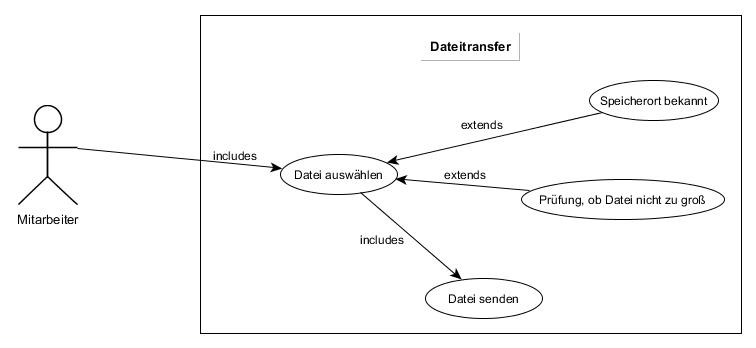 Dateitransfer
Speicherort bekannt
extends
includes
Datei auswählen
extends
Prüfung, ob Datei nicht zu groß
Mitarbeiter
includes
Datei senden